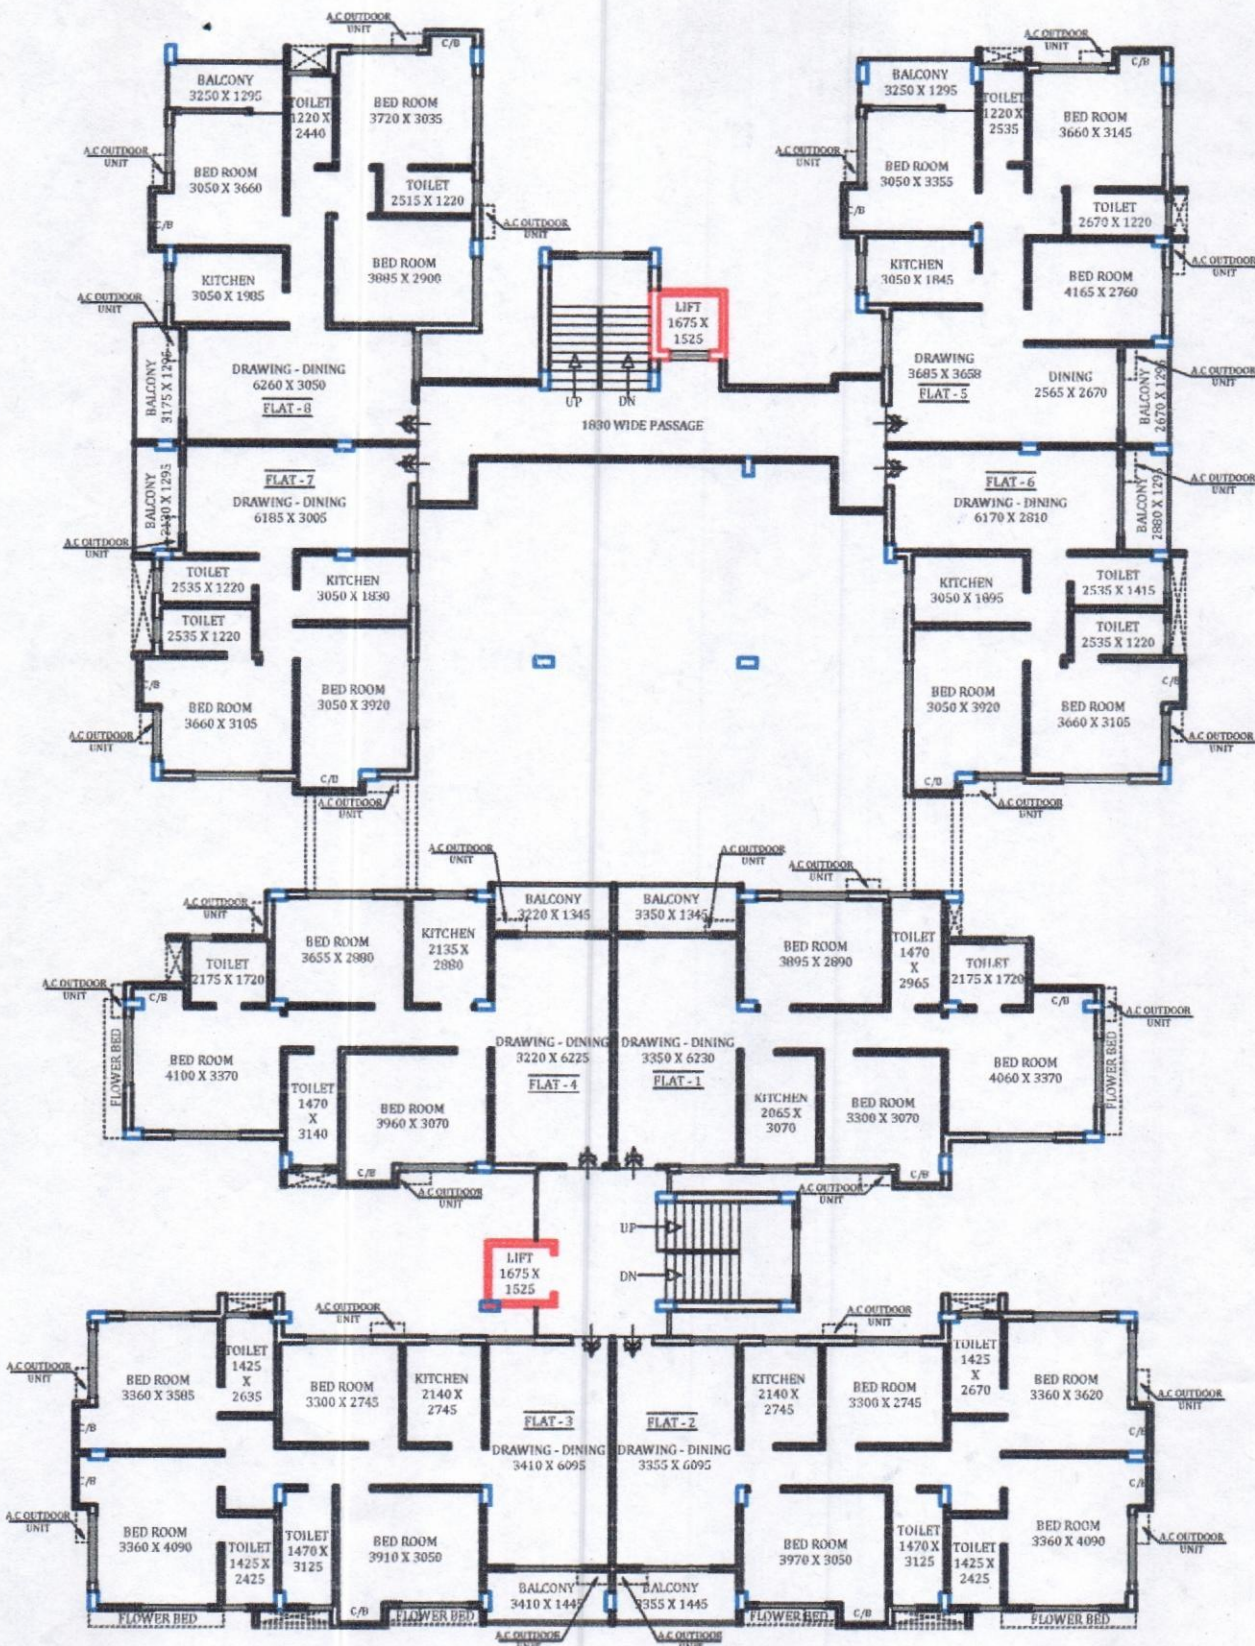 A.C OUTDOOR
UNIT
C/B
BALCONY
3250 X 1295
TOILET
1220 X
2440
BED ROOM
3720 X 3035
A.C OUTDOOR
UNIT
BED ROOM
3050 X 3660
TOILET
2515 X 1220
C/B
A.C OUTDOOR
UNIT
KITCHEN
3050 X 1985
BED ROOM
3885 X 2900
A.C OUTDOOR
UNIT
BALCONY
3175 X 1295
DRAWING - DINING
6260 X 3050
FLAT - 8
A.C OUTDOOR
UNIT
C/B
BALCONY
3250 X 1295
TOILET
1220 X
2535
BED ROOM
3660 X 3145
A.C OUTDOOR
UNIT
BED ROOM
3050 X 3355
TOILET
2670 X 1220
C/B
KITCHEN
3050 X 1845
BED ROOM
4165 X 2760
A.C OUTDOOR
UNIT
DRAWING
3685 X 3658
FLAT - 5
DINING
2565 X 2670
BALCONY
2670 X 1295
A.C OUTDOOR
UNIT
LIFT
1675 X
1525
UP
DN
1830 WIDE PASSAGE
FLAT - 7
DRAWING - DINING
6185 X 3005
BALCONY
X 1295
A.C OUTDOOR
UNIT
TOILET
2535 X 1220
KITCHEN
3050 X 1830
TOILET
2535 X 1220
C/B
BED ROOM
3660 X 3105
BED ROOM
3050 X 3920
A.C OUTDOOR
UNIT
C/B
A.C OUTDOOR
UNIT
FLAT - 6
DRAWING - DINING
6170 X 2810
BALCONY
2880 X 1295
A.C OUTDOOR
UNIT
KITCHEN
3050 X 1895
TOILET
2535 X 1415
TOILET
2535 X 1220
C/B
BED ROOM
3050 X 3920
BED ROOM
3660 X 3105
A.C OUTDOOR
UNIT
C/B
A.C OUTDOOR
UNIT
A.C OUTDOOR
UNIT
A.C OUTDOOR
UNIT
A.C OUTDOOR
UNIT
A.C OUTDOOR
UNIT
BALCONY
3220 X 1345
BALCONY
3350 X 1345
BED ROOM
3655 X 2880
KITCHEN
2135 X
2880
BED ROOM
3895 X 2890
TOILET
1470
X
2965
TOILET
2175 X 1720
TOILET
2175 X 1720
A.C OUTDOOR
UNIT
C/B
C/B
A.C OUTDOOR
UNIT
FLOWER BED
BED ROOM
4100 X 3370
DRAWING - DINING
3220 X 6225
FLAT - 4
DRAWING - DINING
3350 X 6230
FLAT - 1
BED ROOM
4060 X 3370
FLOWER BED
TOILET
1470
X
3140
BED ROOM
3960 X 3070
KITCHEN
2065 X
3070
BED ROOM
3300 X 3070
C/B
A.C OUTDOOR
UNIT
A.C OUTDOOR
UNIT
C/B
UP
DN
LIFT
1675 X
1525
A.C OUTDOOR
UNIT
A.C OUTDOOR
UNIT
A.C OUTDOOR
UNIT
BED ROOM
3360 X 3585
TOILET
1425
X
2635
BED ROOM
3300 X 2745
KITCHEN
2140 X
2745
FLAT - 3
DRAWING - DINING
3410 X 6095
FLAT - 2
DRAWING - DINING
3355 X 6095
KITCHEN
2140 X
2745
BED ROOM
3300 X 2745
TOILET
1425
X
2670
BED ROOM
3360 X 3620
A.C OUTDOOR
UNIT
C/B
C/B
C/B
C/B
A.C OUTDOOR
UNIT
BED ROOM
3360 X 4090
TOILET
1425 X
2425
TOILET
1470 X
3125
BED ROOM
3910 X 3050
BED ROOM
3970 X 3050
TOILET
1470 X
3125
TOILET
1425 X
2425
BED ROOM
3360 X 4090
A.C OUTDOOR
UNIT
BALCONY
3410 X 1445
BALCONY
3355 X 1445
FLOWER BED
C/B
FLOWER BED
A.C OUTDOOR
UNIT
A.C OUTDOOR
UNIT
FLOWER BED
C/B
FLOWER BED